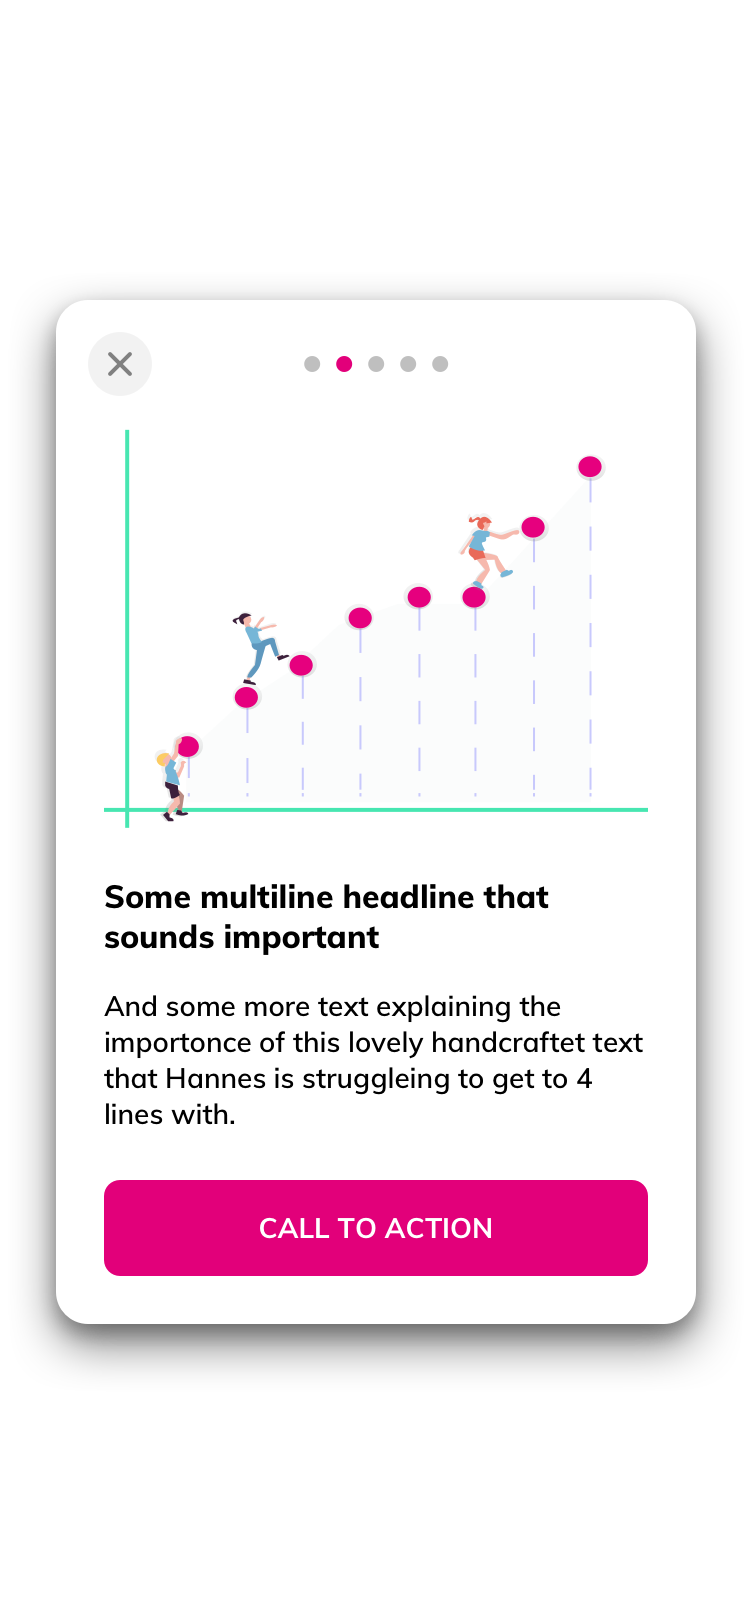 Some multiline headline that
sounds important
And some more text explaining the
importonce of this lovely handcraftet text
that Hannes is struggleing to get to 4
lines with.
CALL TO ACTION